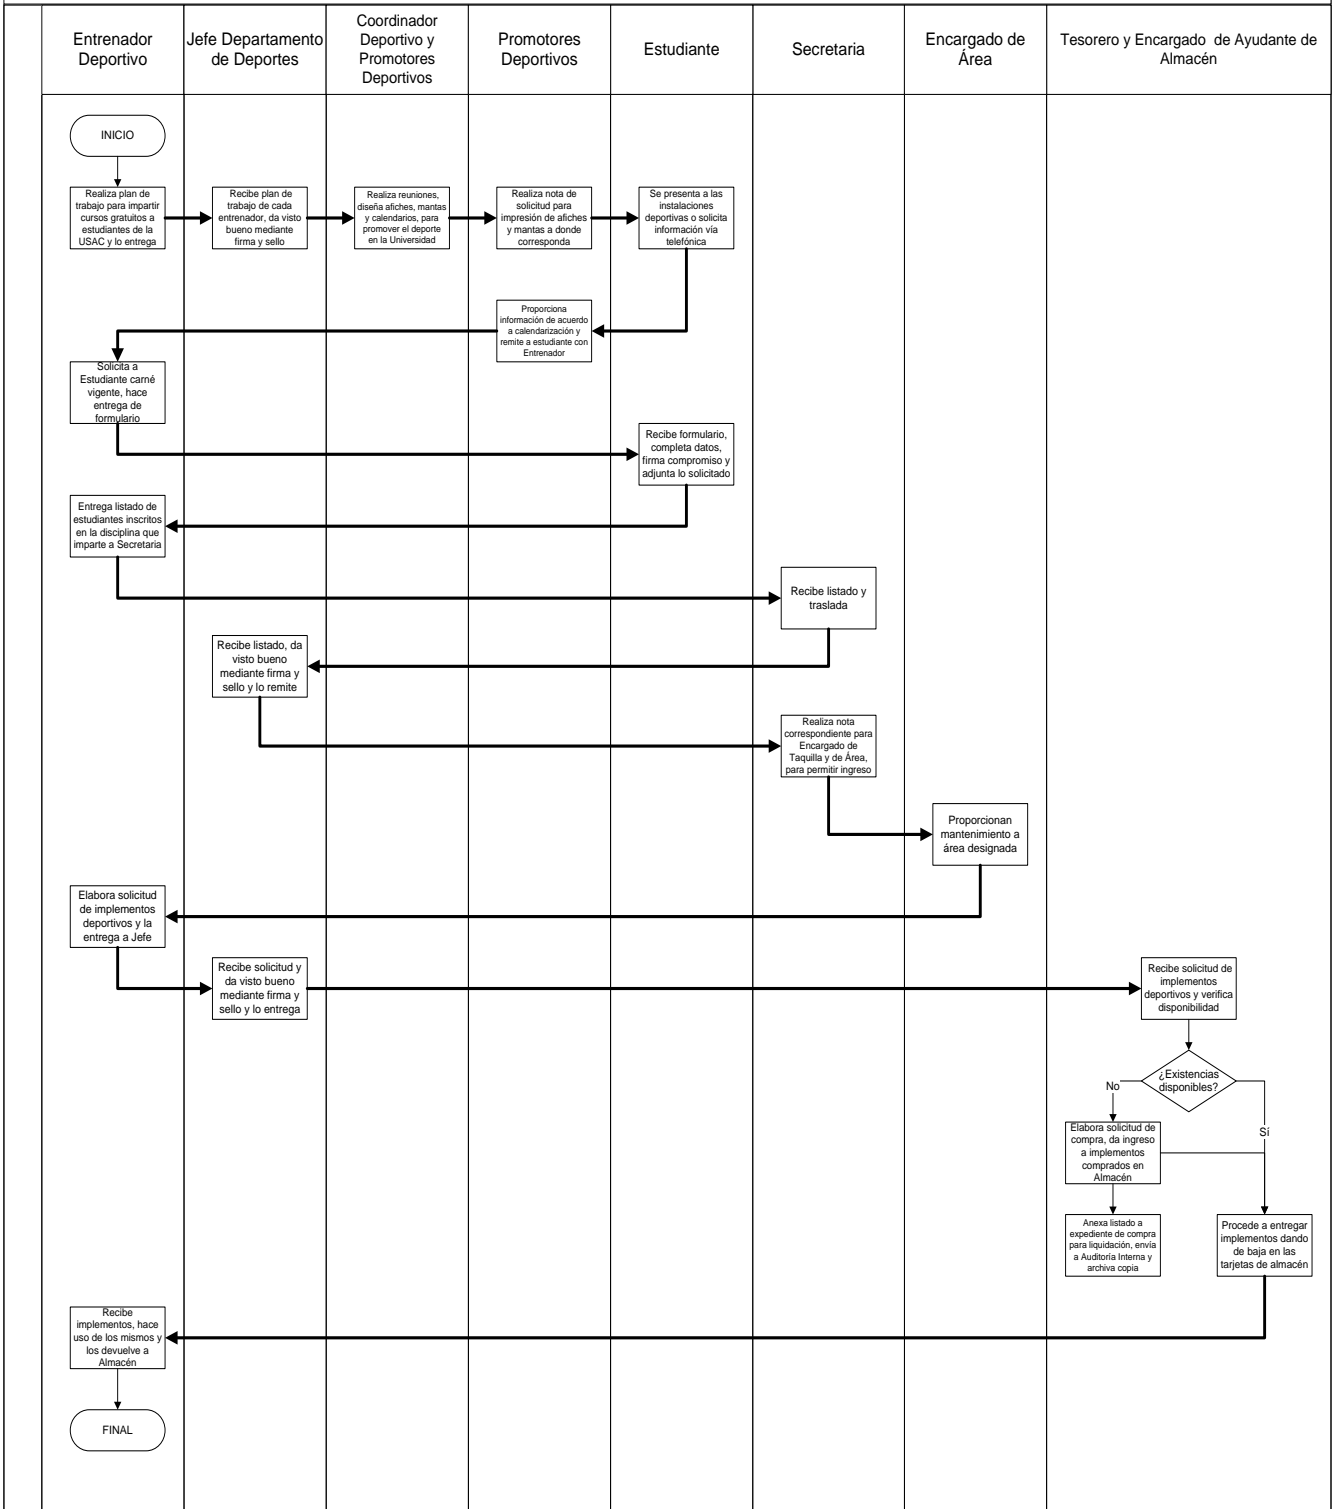 Entrenador
Deportivo
Jefe Departamento
de Deportes
Coordinador
Deportivo y
Promotores
Deportivos
Promotores
Deportivos
Estudiante
Secretaria
Encargado de
Área
Tesorero y Encargado  de Ayudante de
Almacén
INICIO
Realiza plan de
trabajo para impartir
cursos gratuitos a
estudiantes de la
USAC y lo entrega
Recibe plan de
trabajo de cada
entrenador, da visto
bueno mediante
firma y sello
Realiza reuniones,
diseña afiches, mantas
y calendarios, para
promover el deporte
en la Universidad
Realiza nota de
solicitud para
impresión de afiches
y mantas a donde
corresponda
Se presenta a las
instalaciones
deportivas o solicita
información vía
telefónica
Proporciona
información de acuerdo
a calendarización y
remite a estudiante con
Entrenador
Solicita a
Estudiante carné
vigente, hace
entrega de
formulario
Recibe formulario,
completa datos,
firma compromiso y
adjunta lo solicitado
Entrega listado de
estudiantes inscritos
en la disciplina que
imparte a Secretaria
Recibe listado y
traslada
Recibe listado, da
visto bueno
mediante firma y
sello y lo remite
Realiza nota
correspondiente para
Encargado de
Taquilla y de Área,
para permitir ingreso
Proporcionan
mantenimiento a
área designada
Elabora solicitud
de implementos
deportivos y la
entrega a Jefe
Recibe solicitud y
da visto bueno
mediante firma y
sello y lo entrega
Recibe solicitud de
implementos
deportivos y verifica
disponibilidad
¿Existencias
disponibles?
No
Sí
Elabora solicitud de
compra, da ingreso
a implementos
comprados en
Almacén
Anexa listado a
expediente de compra
para liquidación, envía
a Auditoría Interna y
archiva copia
Procede a entregar
implementos dando
de baja en las
tarjetas de almacén
Recibe
implementos, hace
uso de los mismos y
los devuelve a
Almacén
FINAL